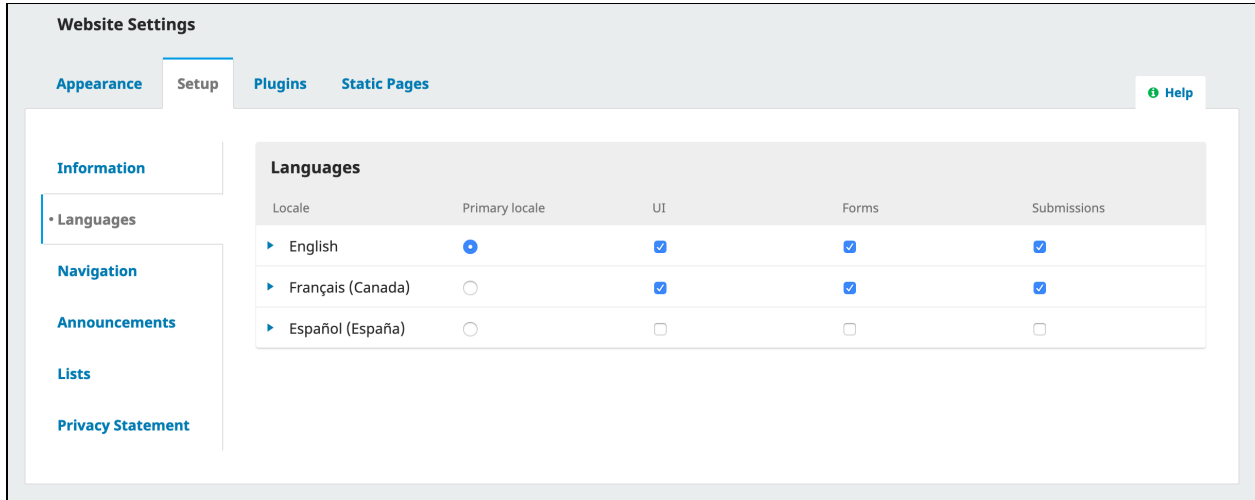 Website Settings
Appearance Setup Plugins Static Pages
Help
Information
Languages
Navigation
Announcements
Lists
Privacy Statement
Languages
Locale Primary locale UI Forms Submissions
English
Français (Canada)
Español (España)